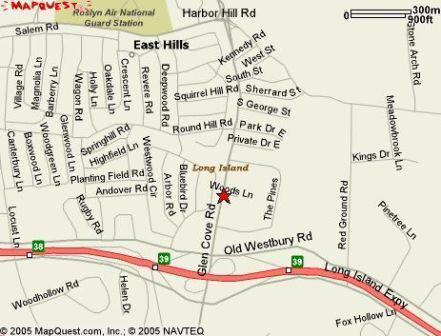 MAPQUEST
Roslyn Air National
Guard Station
Harbor Hill Rd
300m
900ft
Salem Rd
East Hills
Kennedy Rd
West St
South St
Stone Arch Rd
Village Rd
Magnolia Ln
Barberry Ln
Wagon Rd
Holly Ln
Oakdale Ln
Crescent Ln
Revere Rd
Deepwood Rd
Squirrel Hill Rd
Sherrard St
S George St
Meadowbrook Ln
Round Hill Rd
Park Dr E
Private Dr E
Canterbury Ln
Boxwood Ln
Woodgreen Ln
Glenwood Ln
Springhill Rd
Highfield Ln
Westwood Cir
Kings Dr
Planting Field Rd
Long Island
Bluebird Dr
Arbor Rd
Andover Rd
Woods Ln
The Pines
Red Ground Rd
Pinetree Ln
Locust Ln
Rugby Rd
Glen Cove Rd
Old Westbury Rd
38
39
39
Long Island Expy
Woodhollow Rd
Helen Dr
Fox Hollow Ln
© 2005 MapQuest.com, Inc.; © 2005 NAVTEQ